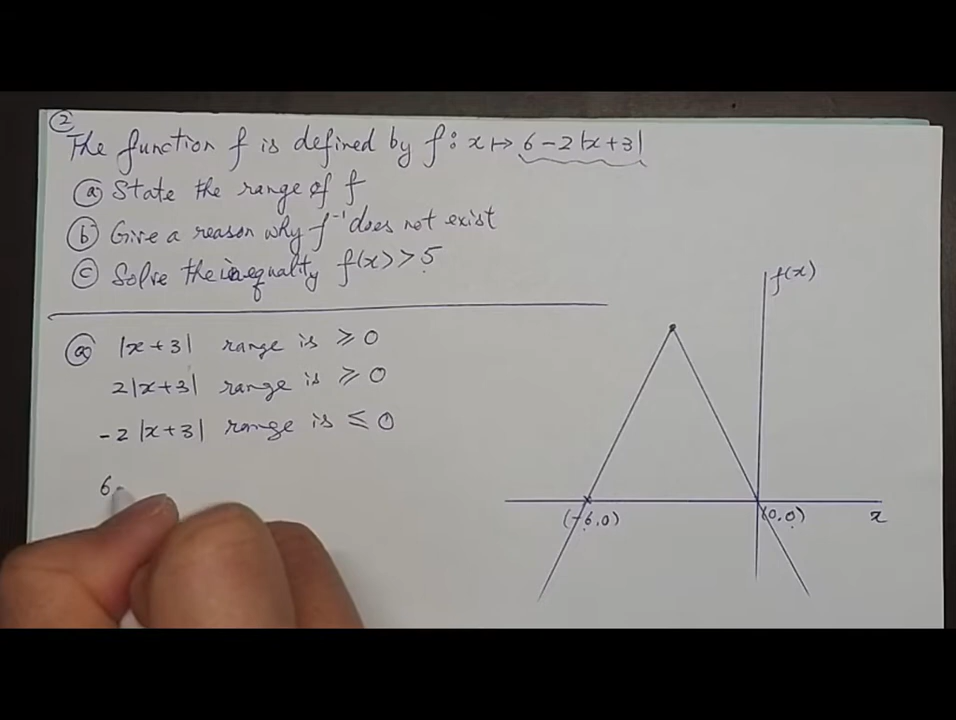 ②
The function f is defined by f : x ↦ 6 - 2|x+3|
ⓐ State the range of f
ⓑ Give a reason why f⁻¹ does not exist
ⓒ Solve the inequality f(x) > 5
ⓐ |x+3| range is ≥ 0
2|x+3| range is ≥ 0
-2|x+3| range is ≤ 0
6-
f(x)
(-6,0)
(0,0)
x